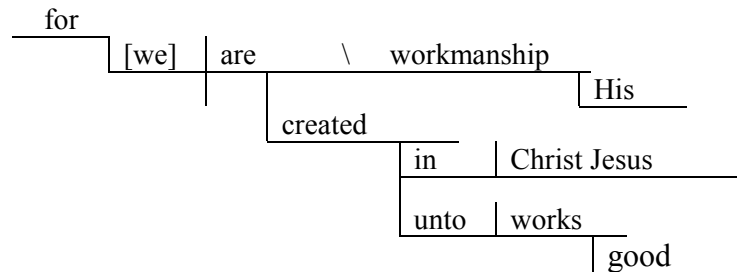 for
[we] are \ workmanship
His
created
in Christ Jesus
unto works
good